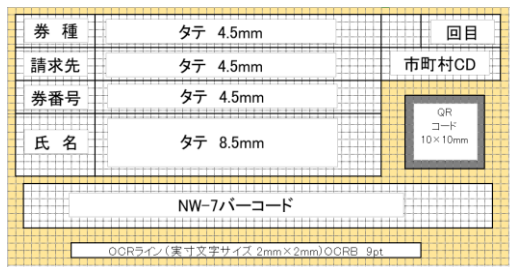 券 種 タテ 4.5mm 回目
請求先 タテ 4.5mm 市町村CD
券番号 タテ 4.5mm
QR
コード
10×10mm
氏 名 タテ 8.5mm
NW-7バーコード
OCRライン(実寸文字サイズ 2mm×2mm)OCRB 9pt